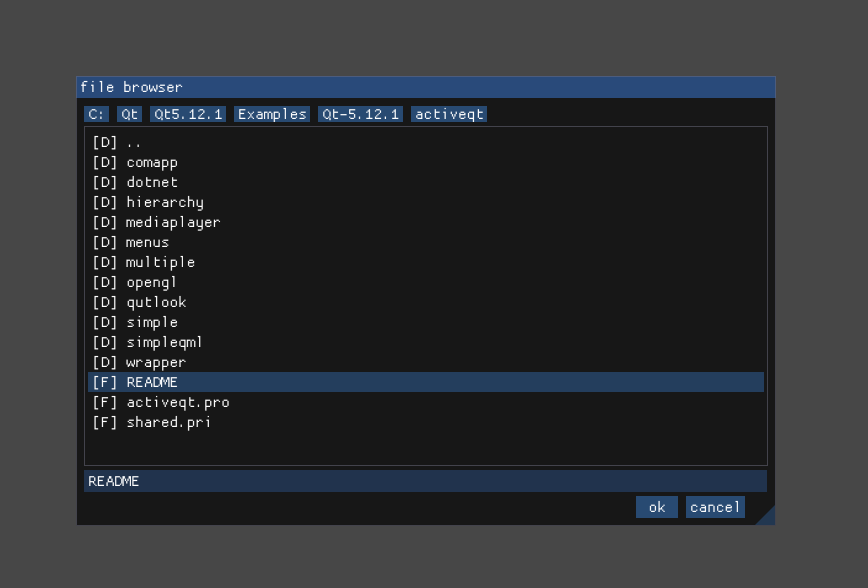 file browser
C: Qt Qt5.12.1 Examples Qt-5.12.1 activeqt
[D] ..
[D] comapp
[D] dotnet
[D] hierarchy
[D] mediaplayer
[D] menus
[D] multiple
[D] opengl
[D] qutlook
[D] simple
[D] simpleqml
[D] wrapper
[F] README
[F] activeqt.pro
[F] shared.pri
README
ok cancel